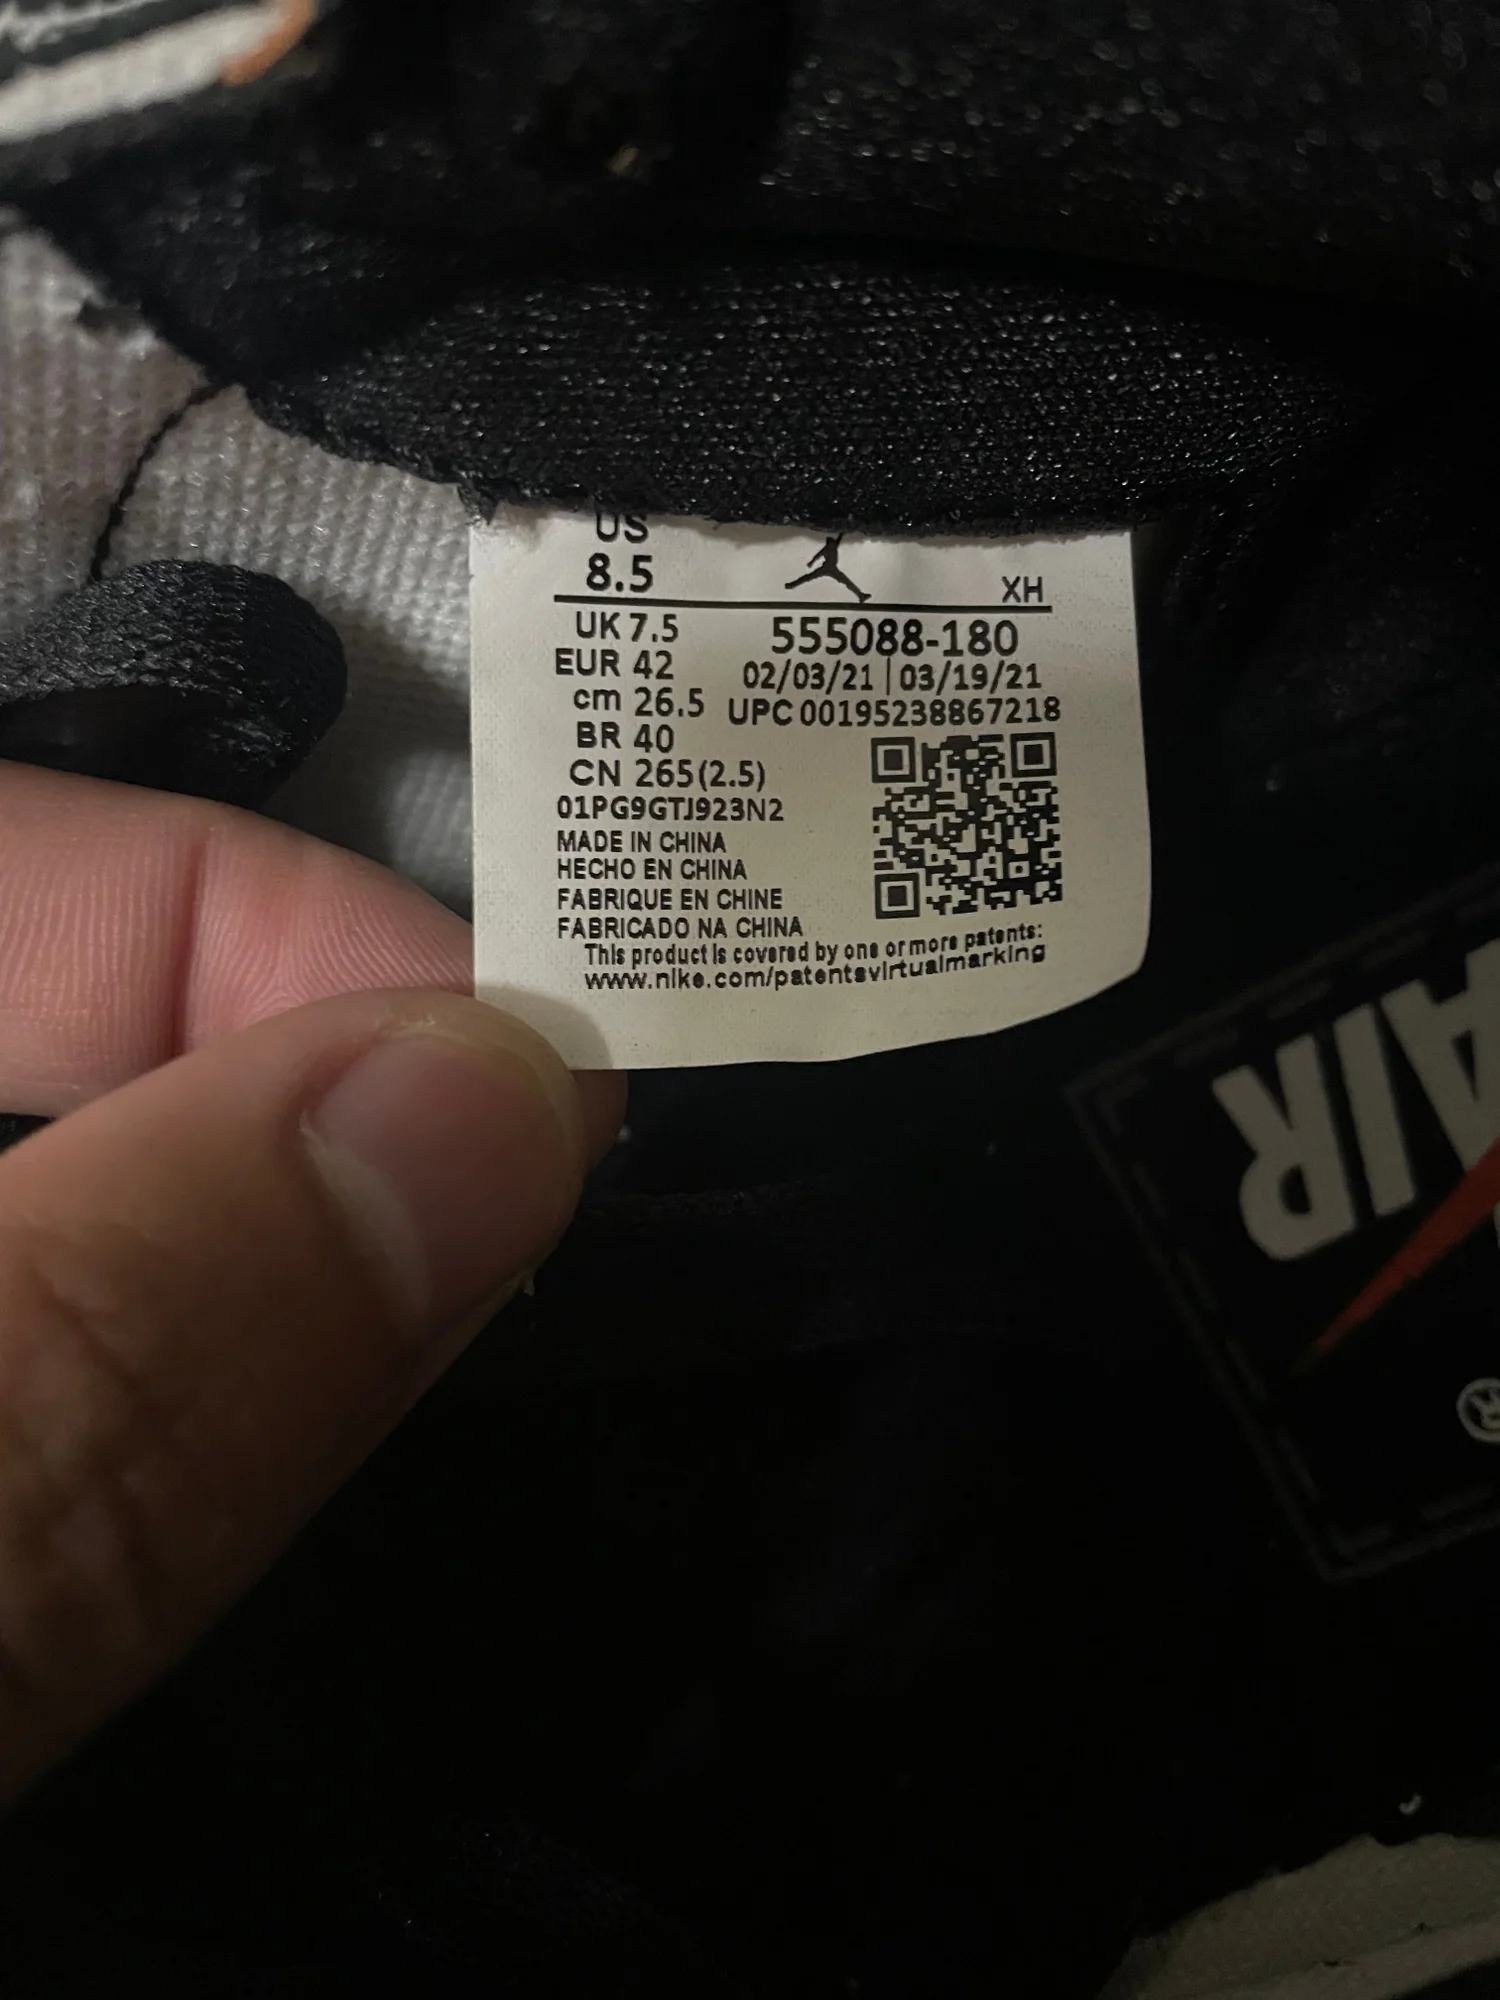 US
8.5
XH
UK 7.5
555088-180
EUR 42
02/03/21 | 03/19/21
cm 26.5
UPC 00195238867218
BR 40
CN 265(2.5)
01PG9GTJ923N2
MADE IN CHINA
HECHO EN CHINA
FABRIQUE EN CHINE
FABRICADO NA CHINA
This product is covered by one or more patents:
www.nike.com/patentsvirtualmarking
AIR
®